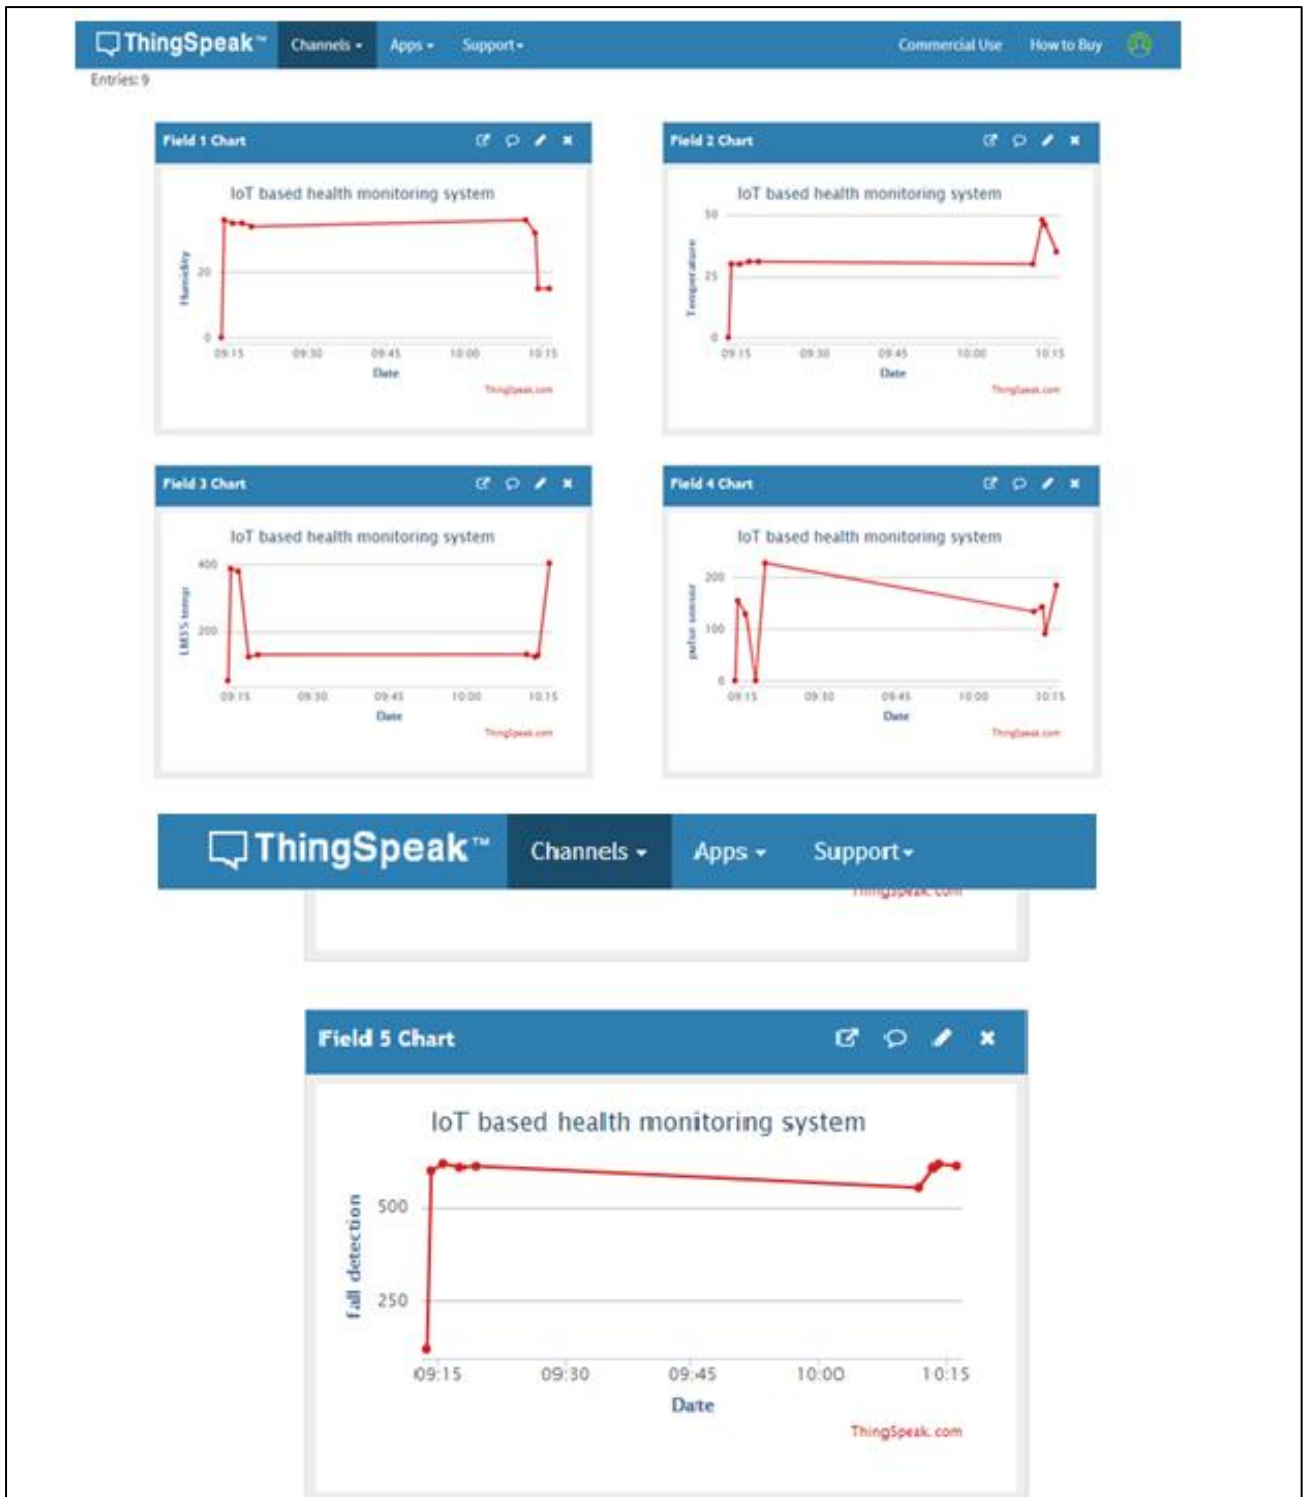 ThingSpeak™ Channels Apps Support Commercial Use How to Buy
Entries: 9
Field 1 Chart
IoT based health monitoring system
Humidity
20
0
09:15 09:30 09:45 10:00 10:15
Date
ThingSpeak.com
Field 2 Chart
IoT based health monitoring system
Temperature
50
25
0
09:15 09:30 09:45 10:00 10:15
Date
ThingSpeak.com
Field 3 Chart
IoT based health monitoring system
LM35 temp
400
200
09:15 09:30 09:45 10:00 10:15
Date
ThingSpeak.com
Field 4 Chart
IoT based health monitoring system
pulse sensor
200
100
0
09:15 09:30 09:45 10:00 10:15
Date
ThingSpeak.com
ThingSpeak™ Channels Apps Support
ThingSpeak.com
Field 5 Chart
IoT based health monitoring system
fall detection
500
250
09:15 09:30 09:45 10:00 10:15
Date
ThingSpeak.com